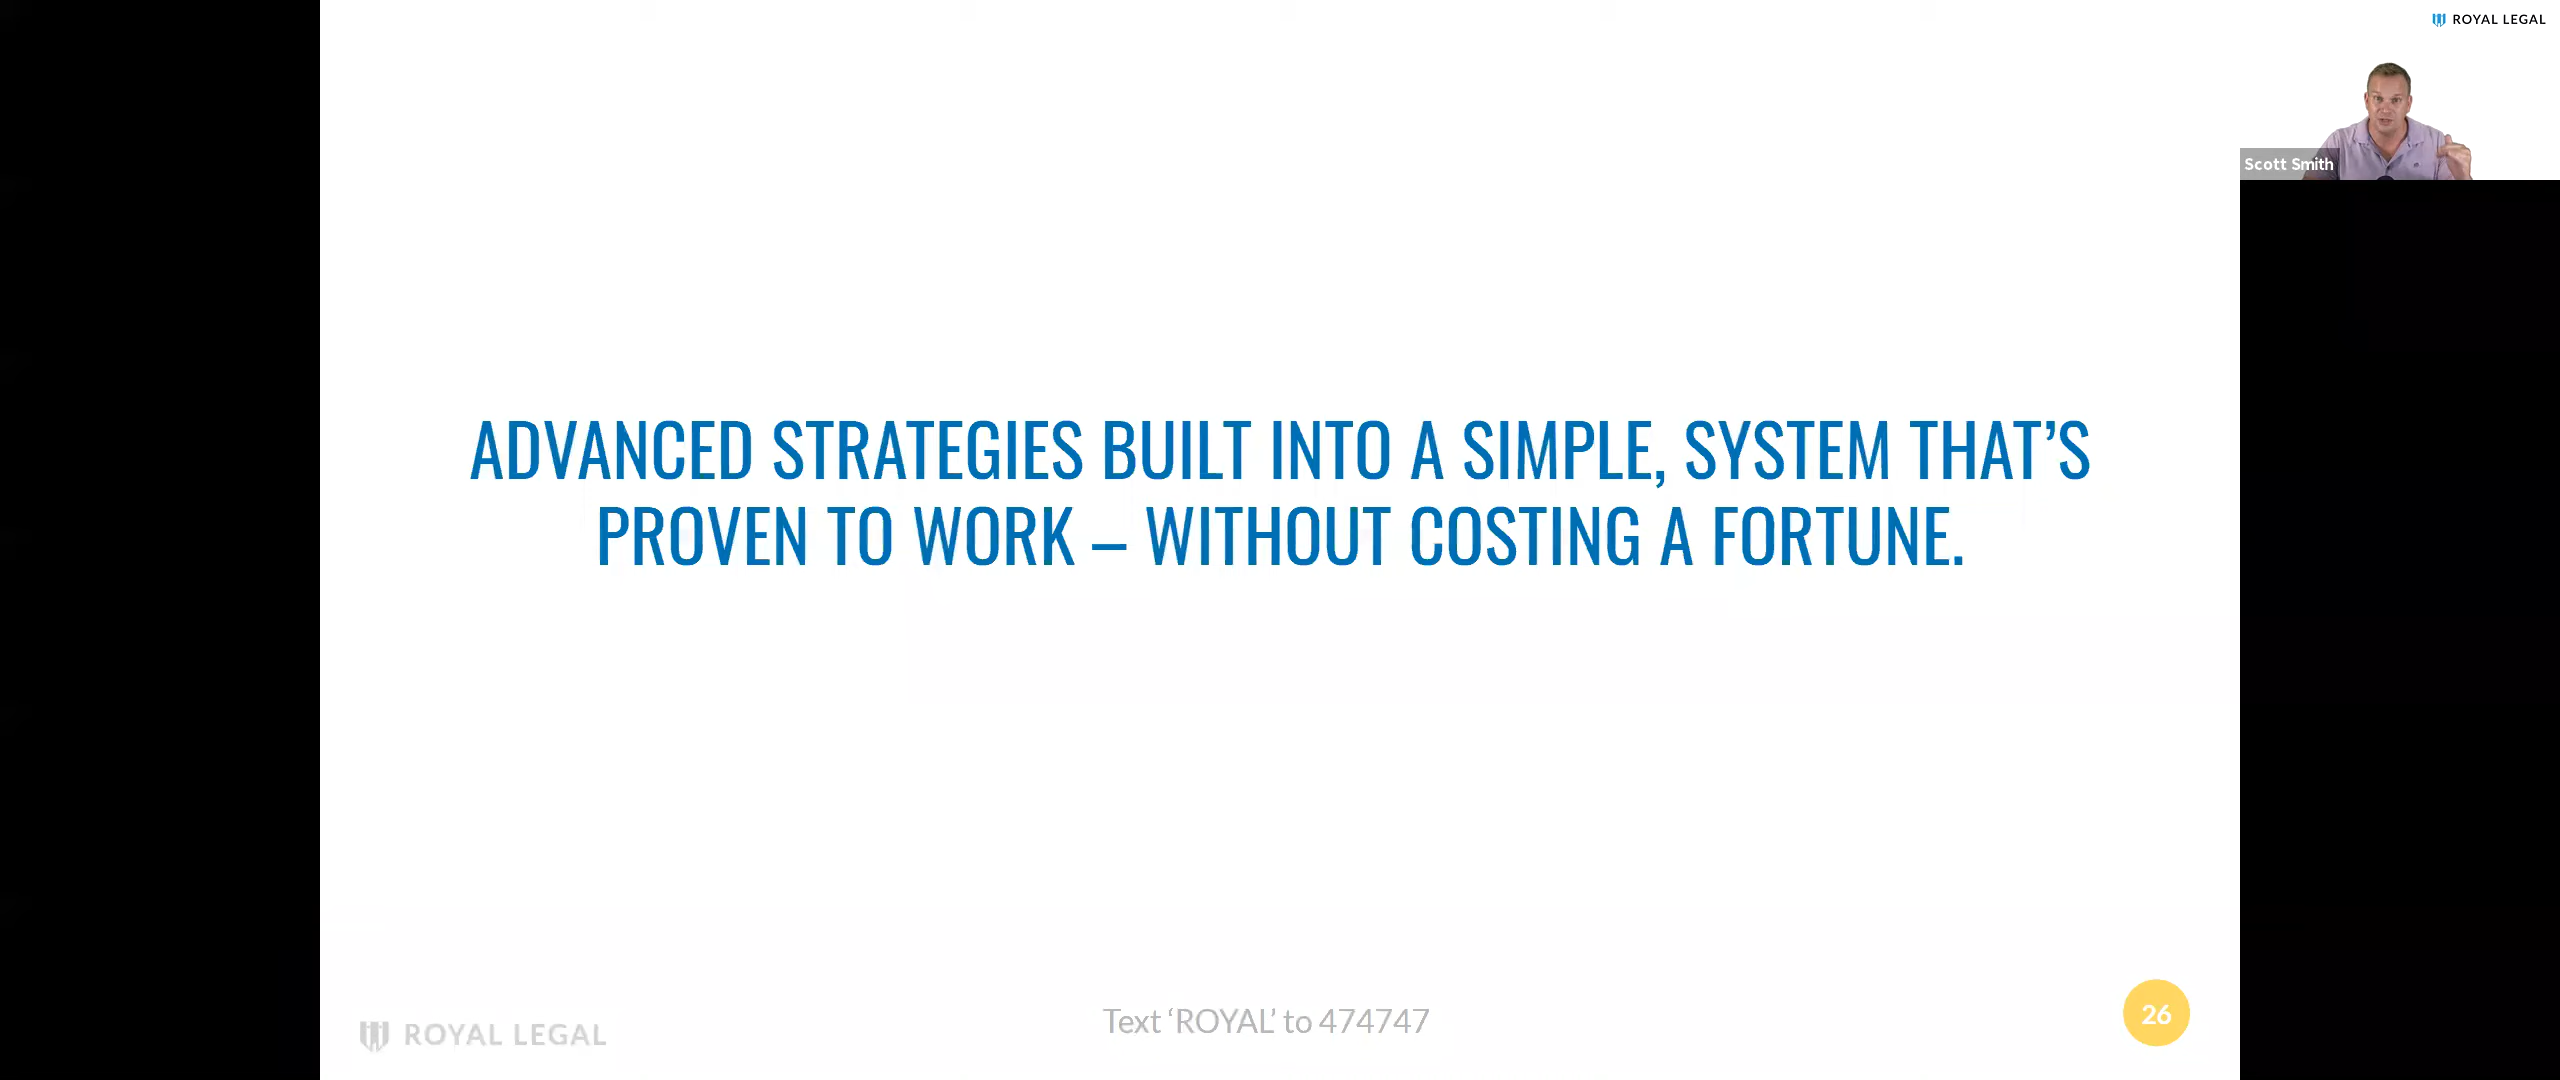 ROYAL LEGAL
Scott Smith
ADVANCED STRATEGIES BUILT INTO A SIMPLE, SYSTEM THAT’S
PROVEN TO WORK – WITHOUT COSTING A FORTUNE.
ROYAL LEGAL
Text ‘ROYAL’ to 474747
26